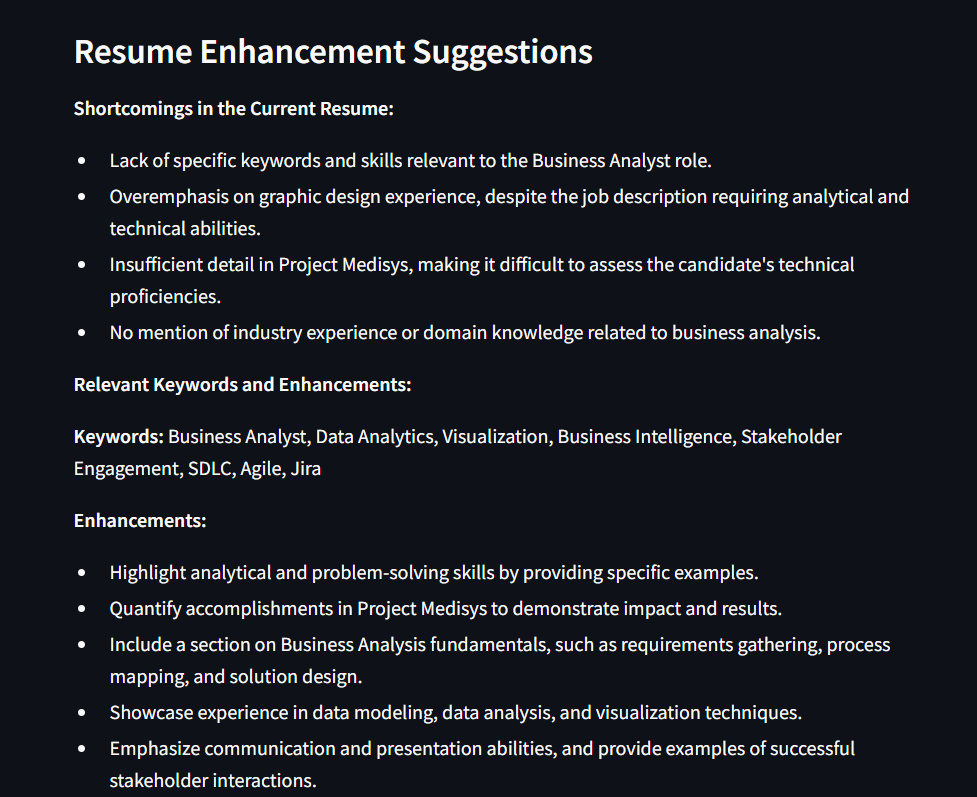 Resume Enhancement Suggestions
Shortcomings in the Current Resume:
• Lack of specific keywords and skills relevant to the Business Analyst role.
• Overemphasis on graphic design experience, despite the job description requiring analytical and
technical abilities.
• Insufficient detail in Project Medisys, making it difficult to assess the candidate's technical
proficiencies.
• No mention of industry experience or domain knowledge related to business analysis.
Relevant Keywords and Enhancements:
Keywords: Business Analyst, Data Analytics, Visualization, Business Intelligence, Stakeholder
Engagement, SDLC, Agile, Jira
Enhancements:
• Highlight analytical and problem-solving skills by providing specific examples.
• Quantify accomplishments in Project Medisys to demonstrate impact and results.
• Include a section on Business Analysis fundamentals, such as requirements gathering, process
mapping, and solution design.
• Showcase experience in data modeling, data analysis, and visualization techniques.
• Emphasize communication and presentation abilities, and provide examples of successful
stakeholder interactions.